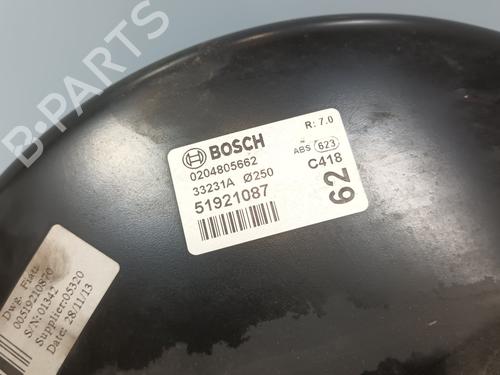 B-PARTS
BOSCH
R: 7.0
0204805662
ABS 623
33231A Ø250
C418
51921087
62
Dwg. Fiat:
00519210870
S/N:01342
Supplier:05320
Date: 28/11/13